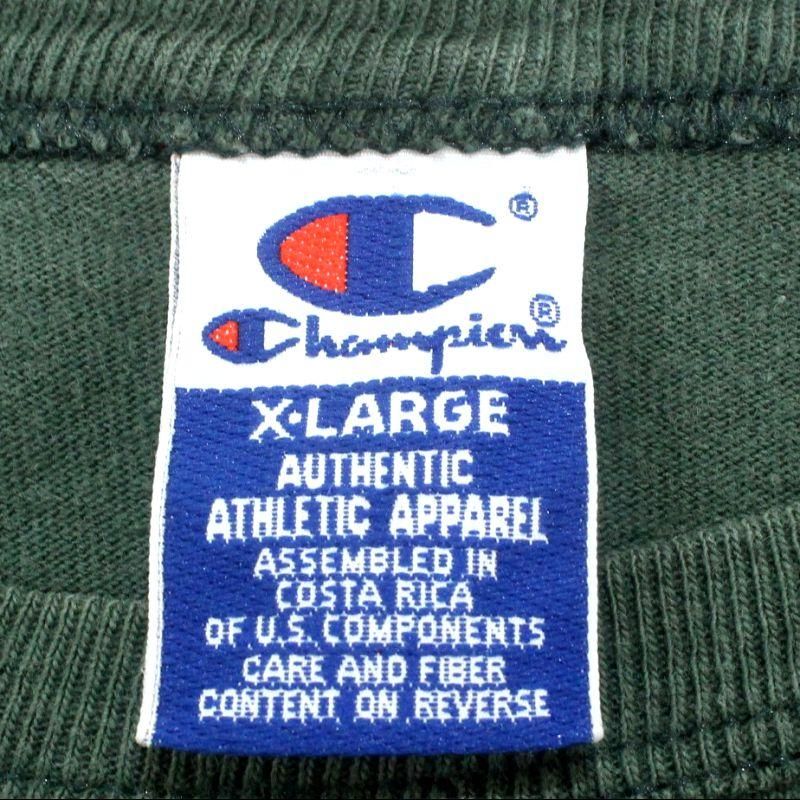 ®
Champion®
X·LARGE
AUTHENTIC
ATHLETIC APPAREL
ASSEMBLED IN
COSTA RICA
OF U.S. COMPONENTS
CARE AND FIBER
CONTENT ON REVERSE